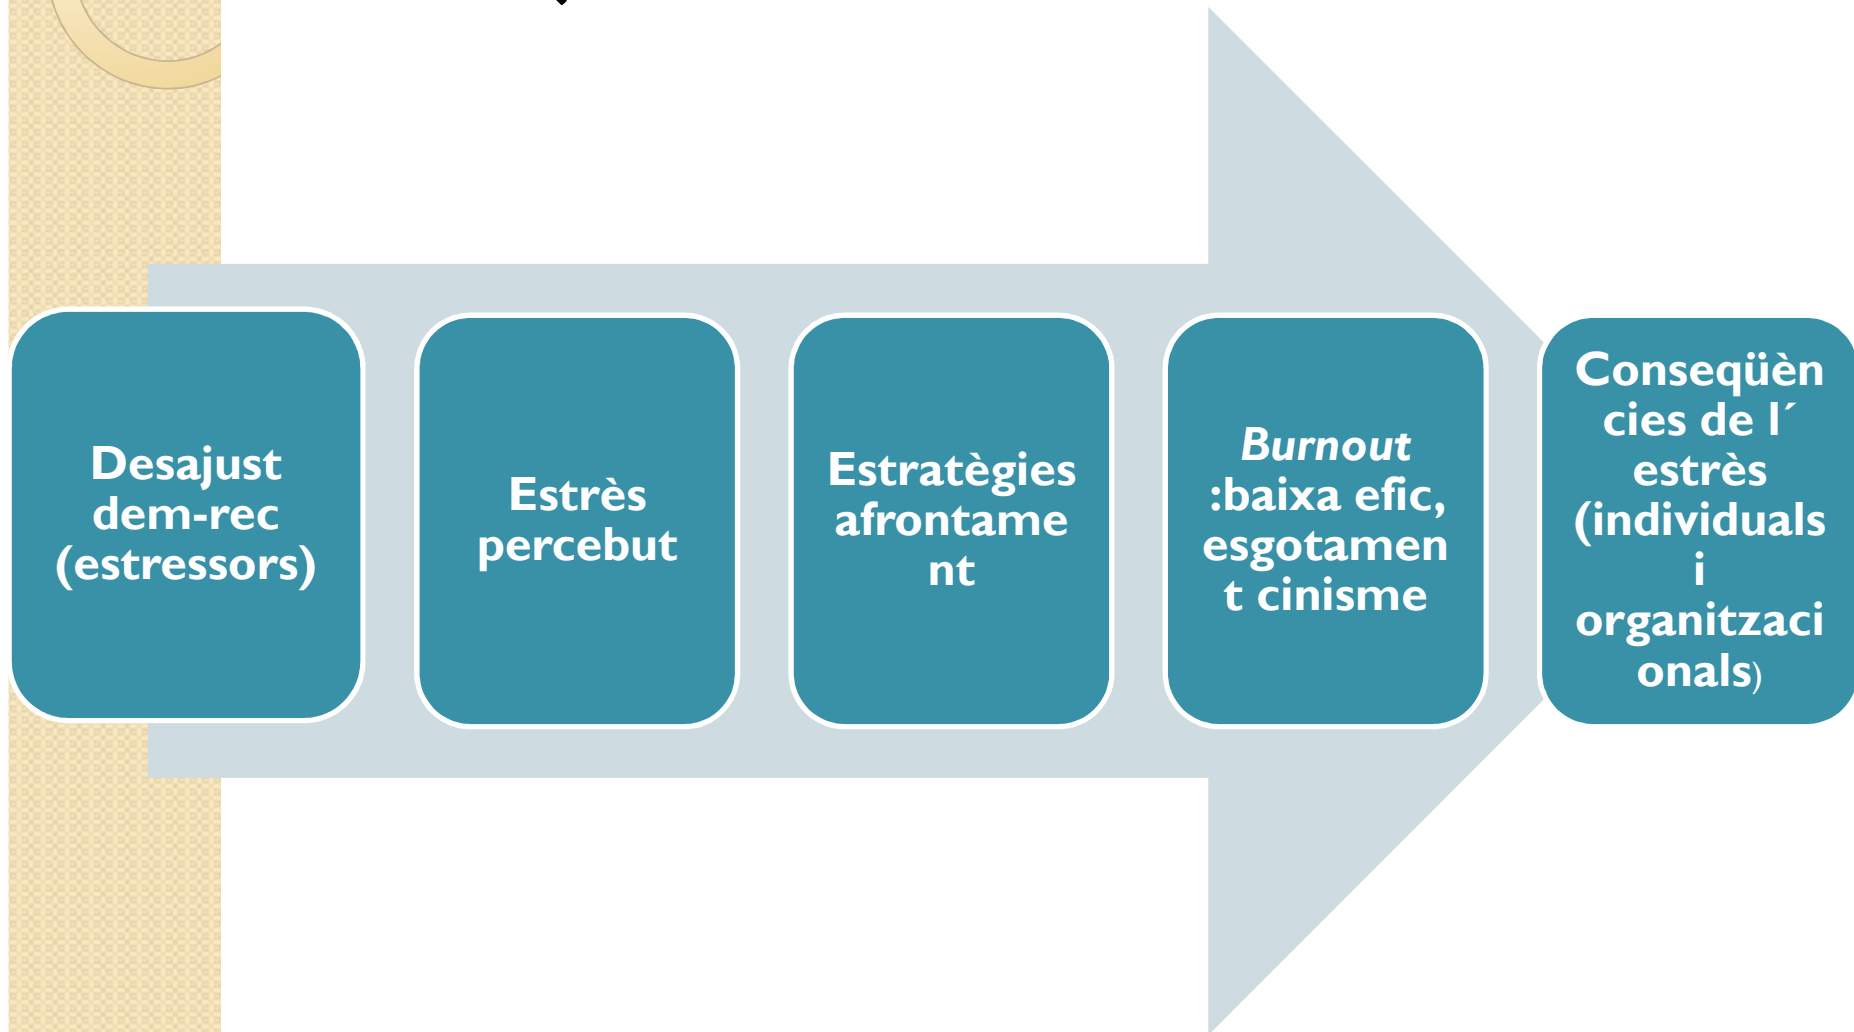 Desajust
dem-rec
(estressors)
Estrès
percebut
Estratègies
afrontame
nt
Burnout
:baixa efic,
esgotamen
t cinisme
Conseqüèn
cies de l´
estrès
(individuals
i
organitzaci
onals)